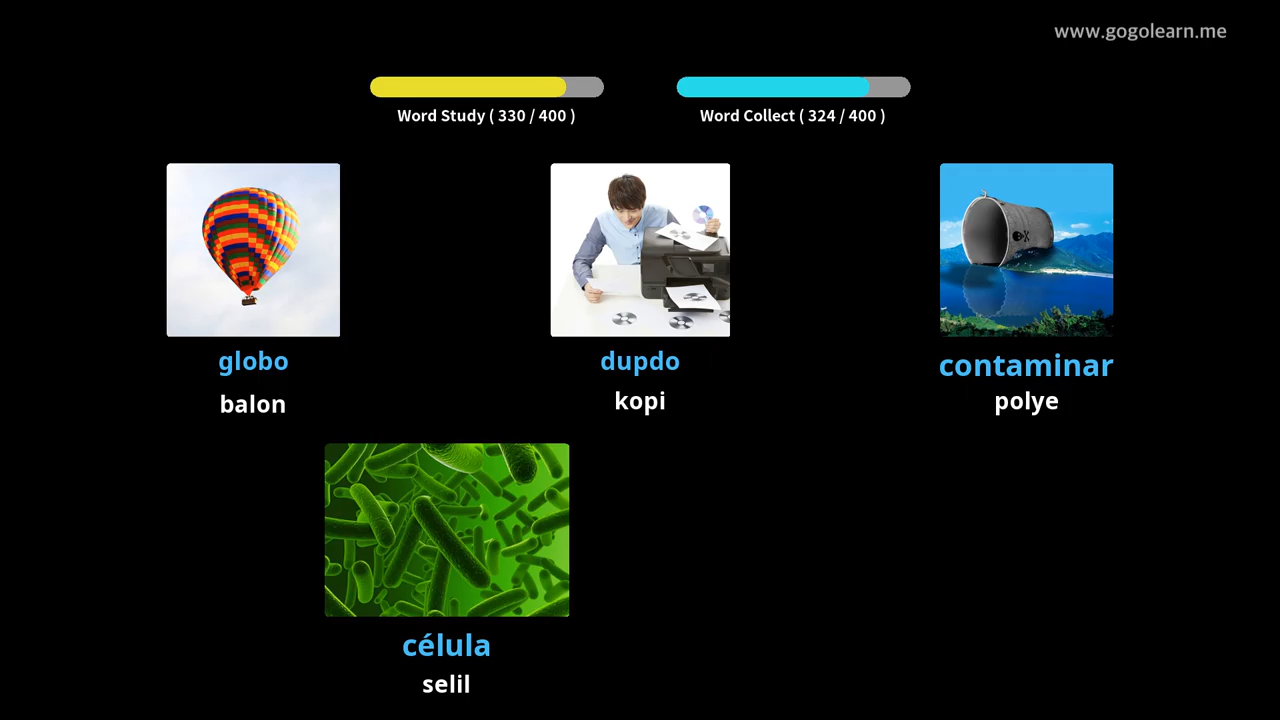 www.gogolearn.me
Word Study ( 330 / 400 )
Word Collect ( 324 / 400 )
globo
balon
dupdo
kopi
contaminar
polye
célula
selil